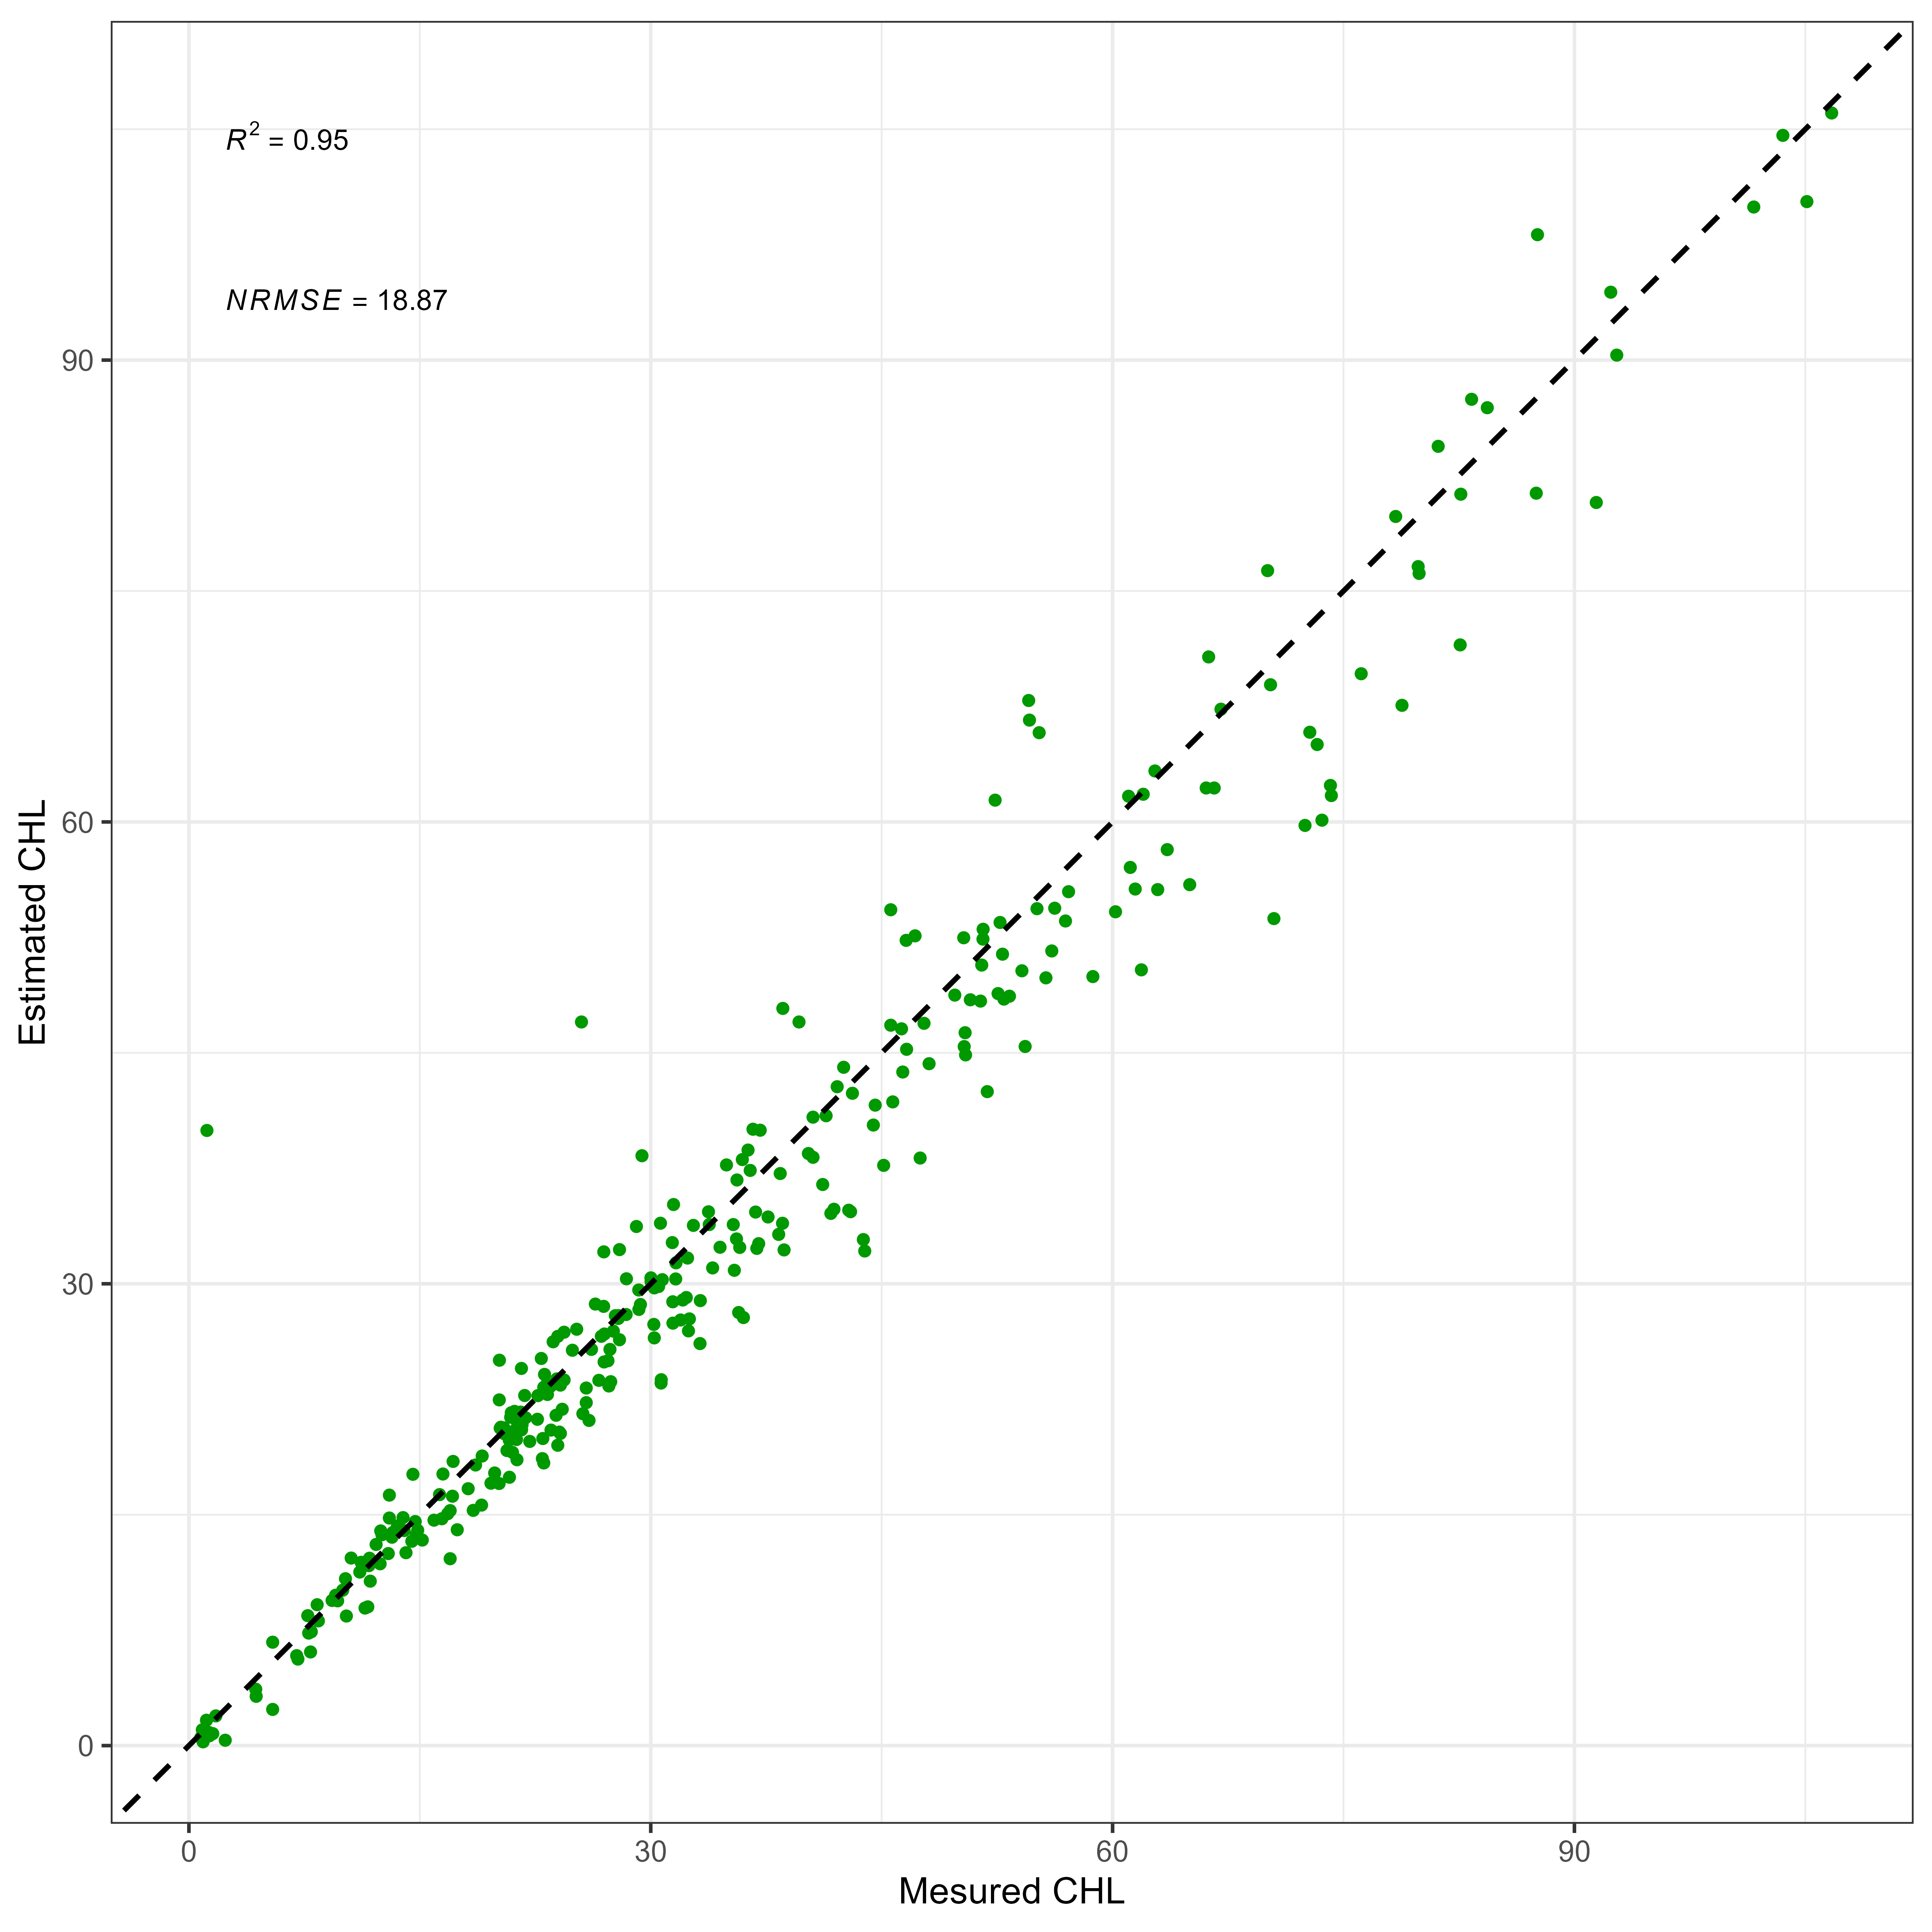 R² = 0.95
NRMSE = 18.87
90
60
30
0
Estimated CHL
0 30 60 90
Mesured CHL